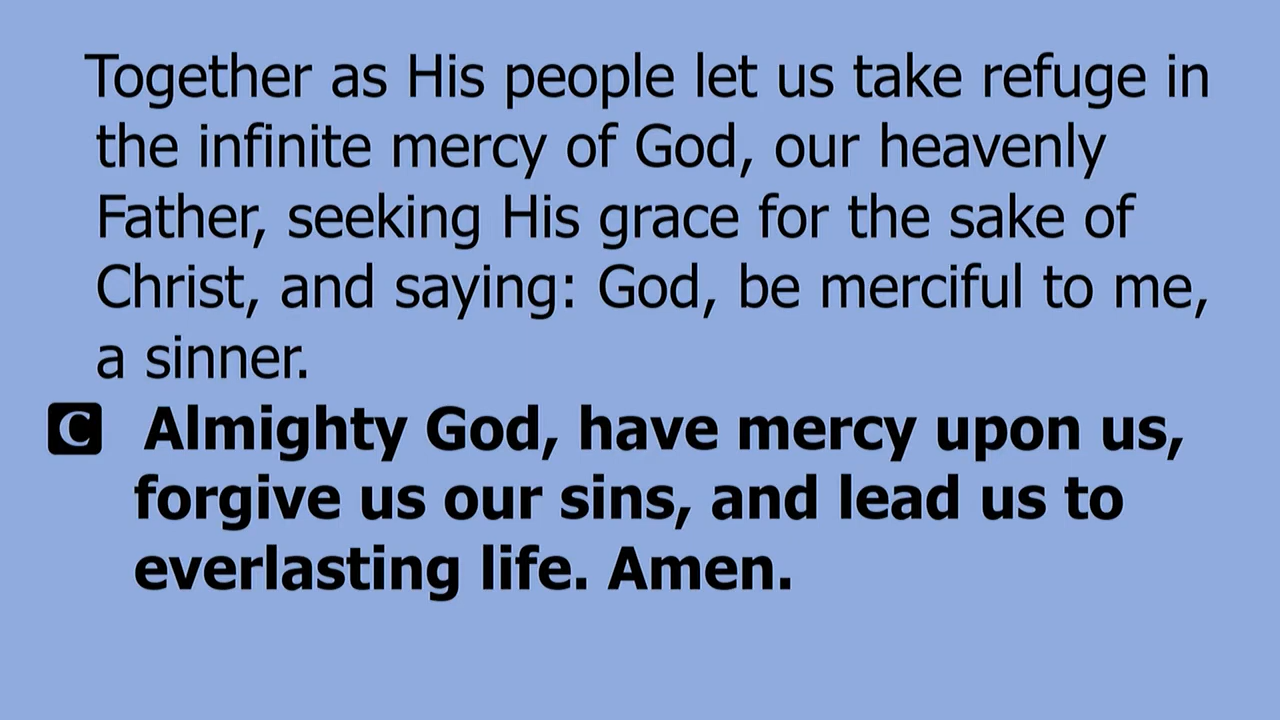 Together as His people let us take refuge in
the infinite mercy of God, our heavenly
Father, seeking His grace for the sake of
Christ, and saying: God, be merciful to me,
a sinner.
C Almighty God, have mercy upon us,
forgive us our sins, and lead us to
everlasting life. Amen.